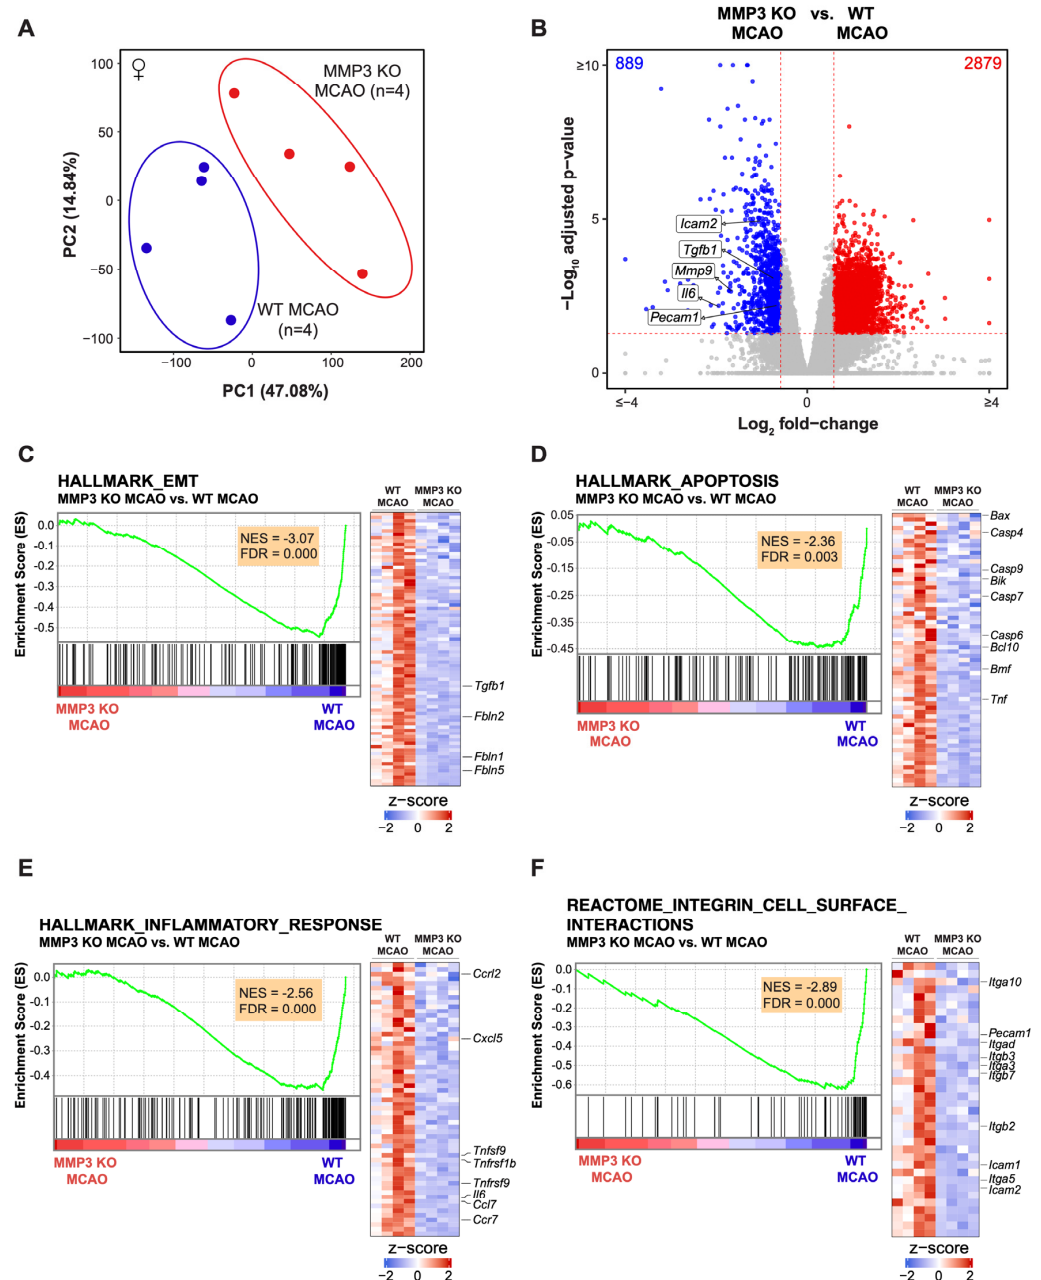 A
♀
MMP3 KO
MCAO (n=4)
WT MCAO
(n=4)
100
50
0
−50
−100
PC2 (14.84%)
−100
0
100
200
PC1 (47.08%)
B
MMP3 KO vs. WT
MCAO MCAO
889
2879
≥10
5
0
−Log10 adjusted p−value
Icam2
Tgfb1
Mmp9
Il6
Pecam1
≤−4
0
≥4
Log2 fold−change
C
HALLMARK_EMT
MMP3 KO MCAO vs. WT MCAO
Enrichment Score (ES)
0.0
-0.1
-0.2
-0.3
-0.4
-0.5
NES = -3.07
FDR = 0.000
MMP3 KO
MCAO
WT
MCAO
WT
MCAO
MMP3 KO
MCAO
Tgfb1
Fbln2
Fbln1
Fbln5
z−score
−2 0 2
D
HALLMARK_APOPTOSIS
MMP3 KO MCAO vs. WT MCAO
Enrichment Score (ES)
0.05
-0.05
-0.15
-0.25
-0.35
-0.45
NES = -2.36
FDR = 0.003
MMP3 KO
MCAO
WT
MCAO
WT
MCAO
MMP3 KO
MCAO
Bax
Casp4
Casp9
Bik
Casp7
Casp6
Bcl10
Bmf
Tnf
z−score
−2 0 2
E
HALLMARK_INFLAMMATORY_RESPONSE
MMP3 KO MCAO vs. WT MCAO
Enrichment Score (ES)
0.0
-0.1
-0.2
-0.3
-0.4
NES = -2.56
FDR = 0.000
MMP3 KO
MCAO
WT
MCAO
WT
MCAO
MMP3 KO
MCAO
Ccrl2
Cxcl5
Tnfsf9
Tnfrsf1b
Tnfrsf9
Il6
Ccl7
Ccr7
z−score
−2 0 2
F
REACTOME_INTEGRIN_CELL_SURFACE_
INTERACTIONS
MMP3 KO MCAO vs. WT MCAO
Enrichment Score (ES)
0.0
-0.1
-0.2
-0.3
-0.4
-0.5
-0.6
NES = -2.89
FDR = 0.000
MMP3 KO
MCAO
WT
MCAO
WT
MCAO
MMP3 KO
MCAO
Itga10
Pecam1
Itgad
Itgb3
Itga3
Itgb7
Itgb2
Icam1
Itga5
Icam2
z−score
−2 0 2